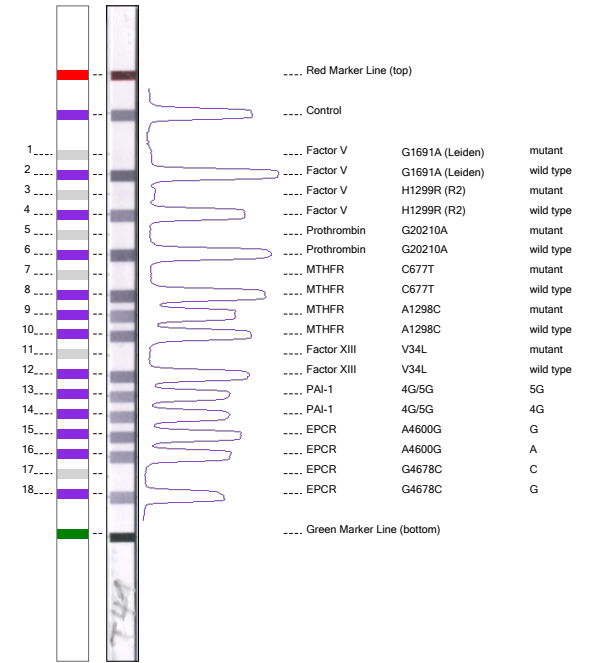 Red Marker Line (top)
Control
1 Factor V G1691A (Leiden) mutant
2 Factor V G1691A (Leiden) wild type
3 Factor V H1299R (R2) mutant
4 Factor V H1299R (R2) wild type
5 Prothrombin G20210A mutant
6 Prothrombin G20210A wild type
7 MTHFR C677T mutant
8 MTHFR C677T wild type
9 MTHFR A1298C mutant
10 MTHFR A1298C wild type
11 Factor XIII V34L mutant
12 Factor XIII V34L wild type
13 PAI-1 4G/5G 5G
14 PAI-1 4G/5G 4G
15 EPCR A4600G G
16 EPCR A4600G A
17 EPCR G4678C C
18 EPCR G4678C G
Green Marker Line (bottom)